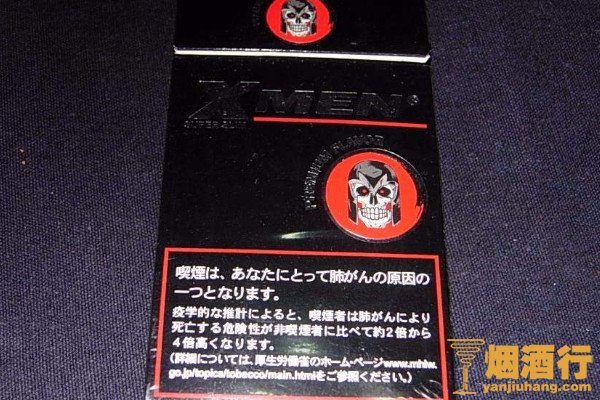 XMEN®
SUPER SLIM
PREMIUM FLAVOR
喫煙は、あなたにとって肺がんの原因の
一つとなります。
疫学的な推計によると、喫煙者は肺がんにより
死亡する危険性が非喫煙者に比べて約2倍から
4倍高くなります。
(詳細については、厚生労働省のホーム・ページwww.mhlw.
go.jp/topics/tobacco/main.htmlをご参照ください。)
烟酒行
yanjiuhang.com